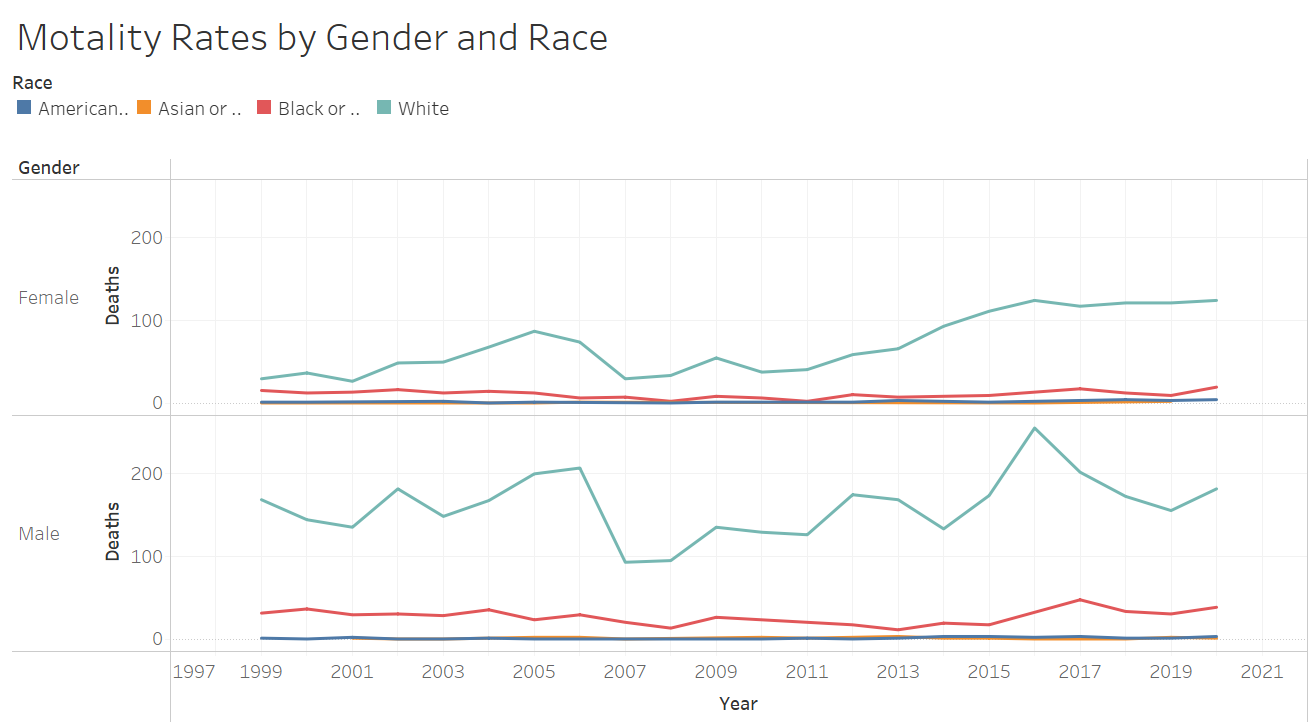 Motality Rates by Gender and Race
Race
American.. Asian or .. Black or .. White
Gender
Female
Deaths
200
100
0
Male
Deaths
200
100
0
1997 1999 2001 2003 2005 2007 2009 2011 2013 2015 2017 2019 2021
Year